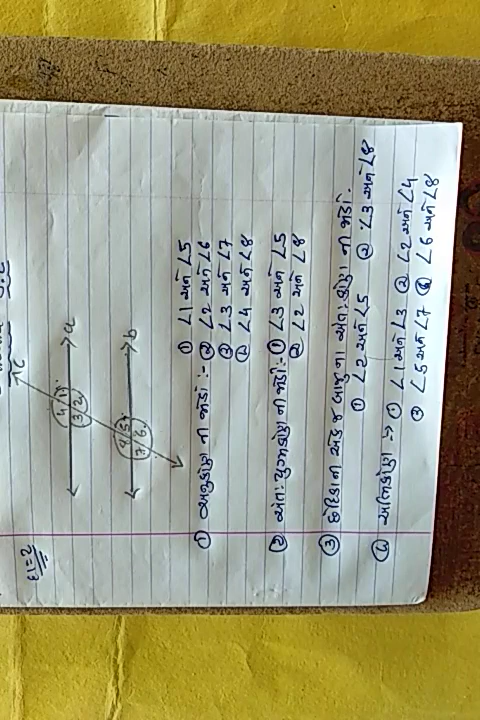 દા=2
c
a
4 1
3 2
b
8 5
7 6
① અનુકોણ ની જોડો :- ① ∠1 અને ∠5
② ∠2 અને ∠6
③ ∠3 અને ∠7
④ ∠4 અને ∠8
② અંત: યુગ્મકોણ ની જોડો :- ① ∠3 અને ∠5
② ∠2 અને ∠8
③ છેદિકાની એક જ બાજુના અંત: કોણ ની જોડો.
① ∠2 અને ∠5 ② ∠3 અને ∠8
④ અભિકોણ :-> ① ∠1 અને ∠3 ② ∠2 અને ∠4
③ ∠5 અને ∠7 ④ ∠6 અને ∠8